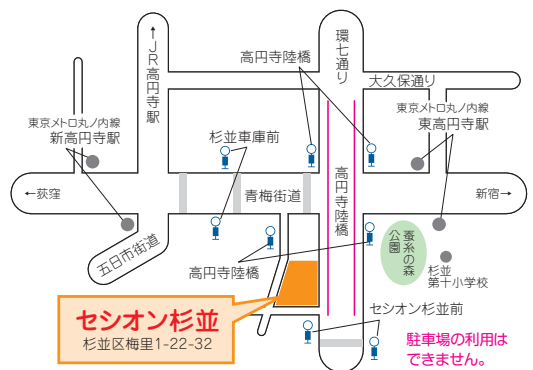 ↑JR高円寺駅
環七通り
高円寺陸橋
大久保通り
東京メトロ丸ノ内線
新高円寺駅
杉並車庫前
東京メトロ丸ノ内線
東高円寺駅
←荻窪
青梅街道
高円寺陸橋
新宿→
五日市街道
高円寺陸橋
蚕糸の森
公園
杉並
第十小学校
セシオン杉並
杉並区梅里1-22-32
セシオン杉並前
駐車場の利用は
できません。